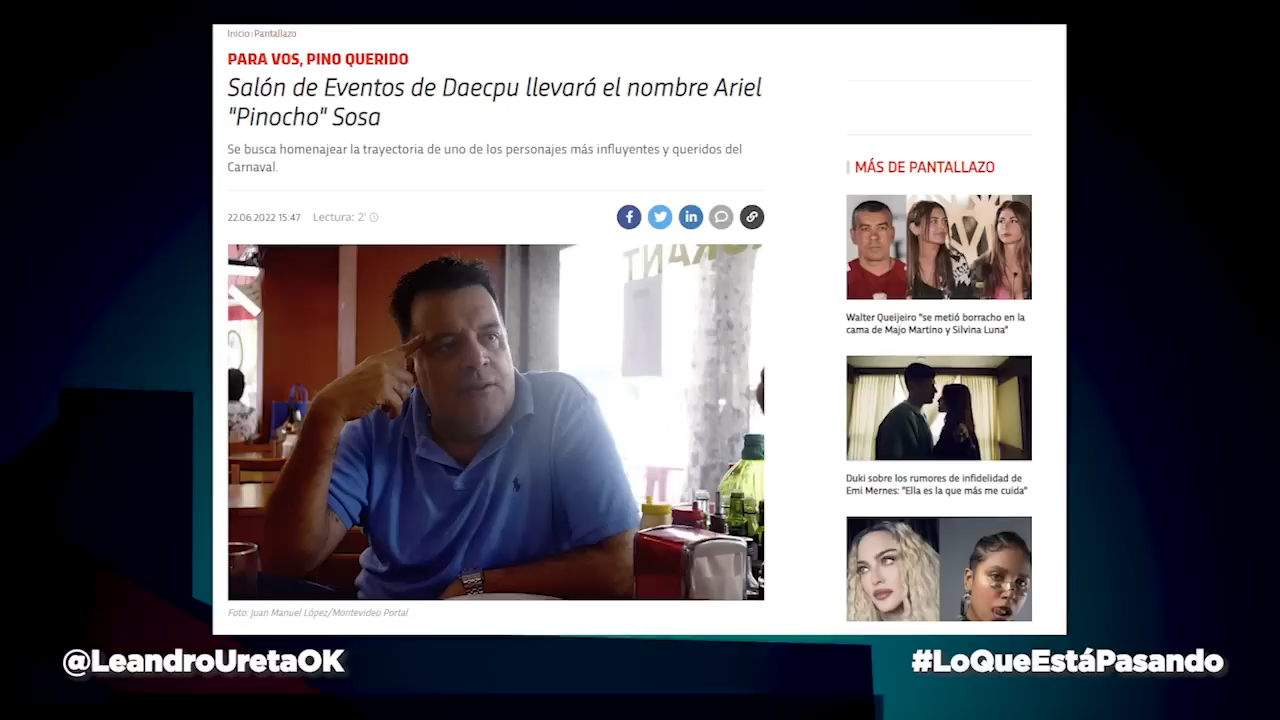 Inicio | Pantallazo
PARA VOS, PINO QUERIDO
Salón de Eventos de Daecpu llevará el nombre Ariel
"Pinocho" Sosa
Se busca homenajear la trayectoria de uno de los personajes más influyentes y queridos del
Carnaval.
22.06.2022 15:47 Lectura: 2'
RANT
Foto: Juan Manuel López/Montevideo Portal
MÁS DE PANTALLAZO
Walter Queijeiro "se metió borracho en la
cama de Majo Martino y Silvina Luna"
Duki sobre los rumores de infidelidad de
Emi Mernes: "Ella es la que más me cuida"
@LeandroUretaOK
#LoQueEstáPasando